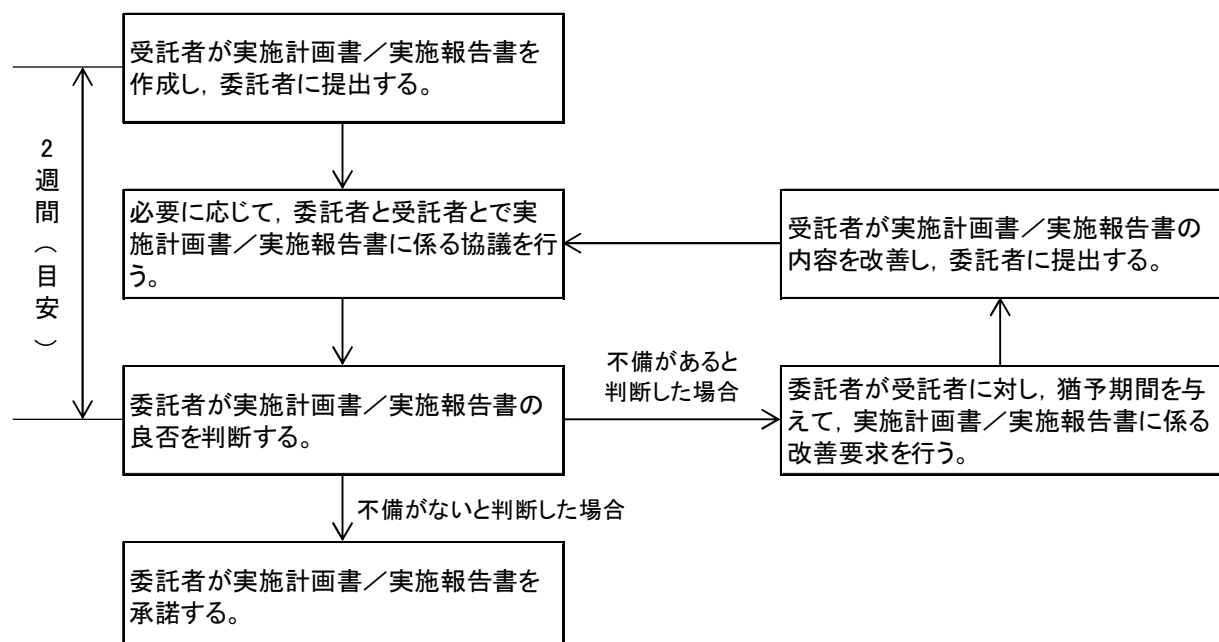 受託者が実施計画書／実施報告書を
作成し，委託者に提出する。
2週間（目安）
必要に応じて，委託者と受託者とで実
施計画書／実施報告書に係る協議を行
う。
受託者が実施計画書／実施報告書の
内容を改善し，委託者に提出する。
委託者が実施計画書／実施報告書の
良否を判断する。
不備があると
判断した場合
委託者が受託者に対し，猶予期間を与
えて，実施計画書／実施報告書に係る
改善要求を行う。
不備がないと判断した場合
委託者が実施計画書／実施報告書を
承諾する。